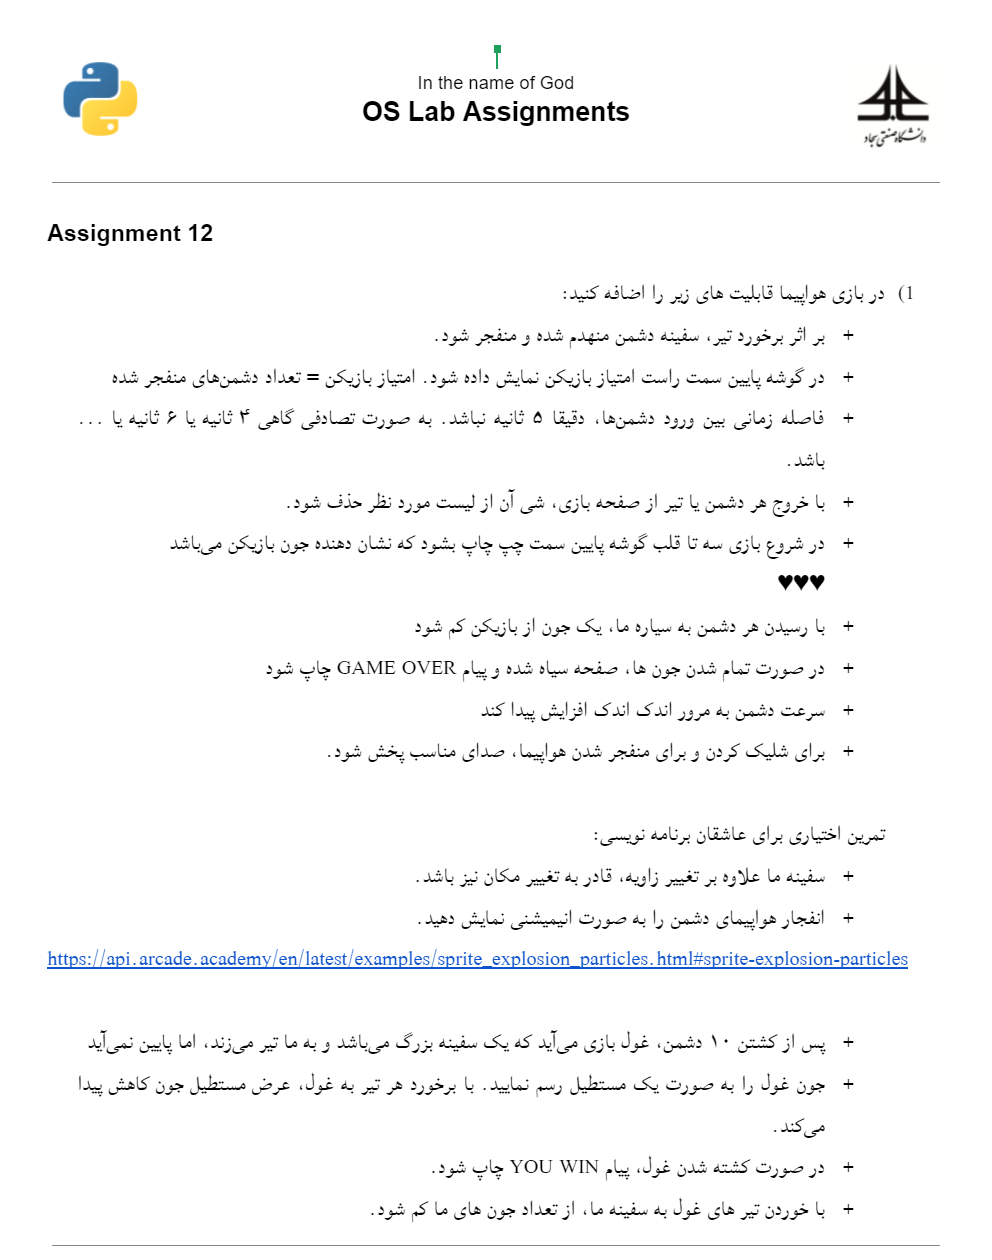 In the name of God
OS Lab Assignments
دانشگاه صنعتی سجاد
Assignment 12
1) در بازی هواپیما قابلیت های زیر را اضافه کنید:
+ بر اثر برخورد تیر، سفینه دشمن منهدم شده و منفجر شود.
+ در گوشه پایین سمت راست امتیاز بازیکن نمایش داده شود. امتیاز بازیکن = تعداد دشمن‌های منفجر شده
+ فاصله زمانی بین ورود دشمن‌ها، دقیقا ۵ ثانیه نباشد. به صورت تصادفی گاهی ۴ ثانیه یا ۶ ثانیه یا ...
باشد.
+ با خروج هر دشمن یا تیر از صفحه بازی، شی آن از لیست مورد نظر حذف شود.
+ در شروع بازی سه تا قلب گوشه پایین سمت چپ چاپ بشود که نشان دهنده جون بازیکن می‌باشد
♥♥♥
+ با رسیدن هر دشمن به سیاره ما، یک جون از بازیکن کم شود
+ در صورت تمام شدن جون ها، صفحه سیاه شده و پیام GAME OVER چاپ شود
+ سرعت دشمن به مرور اندک اندک افزایش پیدا کند
+ برای شلیک کردن و برای منفجر شدن هواپیما، صدای مناسب پخش شود.
تمرین اختیاری برای عاشقان برنامه نویسی:
+ سفینه ما علاوه بر تغییر زاویه، قادر به تغییر مکان نیز باشد.
+ انفجار هواپیمای دشمن را به صورت انیمیشنی نمایش دهید.
https://api.arcade.academy/en/latest/examples/sprite_explosion_particles.html#sprite-explosion-particles
+ پس از کشتن ۱۰ دشمن، غول بازی می‌آید که یک سفینه بزرگ می‌باشد و به ما تیر می‌زند، اما پایین نمی‌آید
+ جون غول را به صورت یک مستطیل رسم نمایید. با برخورد هر تیر به غول، عرض مستطیل جون کاهش پیدا
می‌کند.
+ در صورت کشته شدن غول، پیام YOU WIN چاپ شود.
+ با خوردن تیر های غول به سفینه ما، از تعداد جون های ما کم شود.